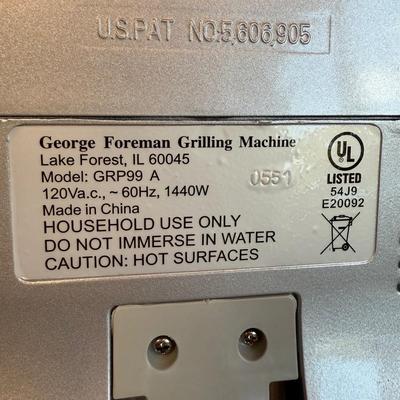 U.S.PAT NO.5,606,905
George Foreman Grilling Machine
Lake Forest, IL 60045
Model: GRP99 A
120Va.c., ~ 60Hz, 1440W
0551
Made in China
HOUSEHOLD USE ONLY
DO NOT IMMERSE IN WATER
CAUTION: HOT SURFACES
UL
LISTED
54J9
E20092